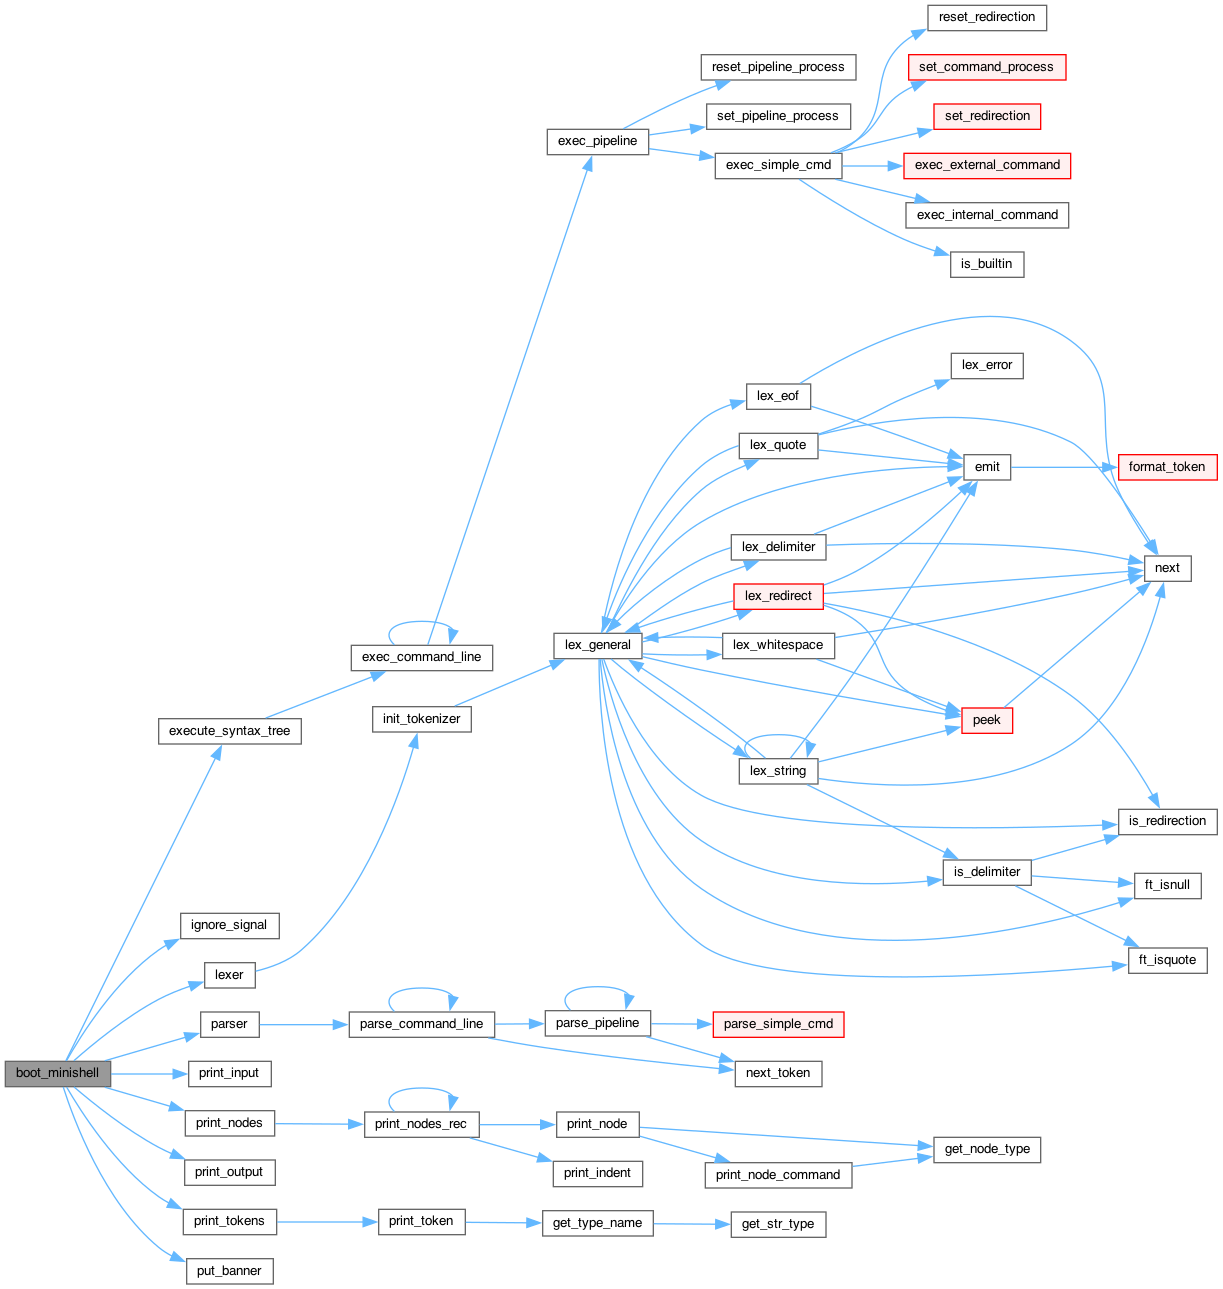 reset_redirection
reset_pipeline_process
set_command_process
set_pipeline_process
set_redirection
exec_pipeline
exec_simple_cmd
exec_external_command
exec_internal_command
is_builtin
lex_error
lex_eof
lex_quote
emit
format_token
lex_delimiter
next
lex_redirect
lex_general
lex_whitespace
exec_command_line
init_tokenizer
peek
execute_syntax_tree
lex_string
is_redirection
is_delimiter
ft_isnull
ignore_signal
ft_isquote
lexer
parser
parse_command_line
parse_pipeline
parse_simple_cmd
boot_minishell
print_input
next_token
print_nodes
print_nodes_rec
print_node
get_node_type
print_output
print_indent
print_node_command
print_tokens
print_token
get_type_name
get_str_type
put_banner